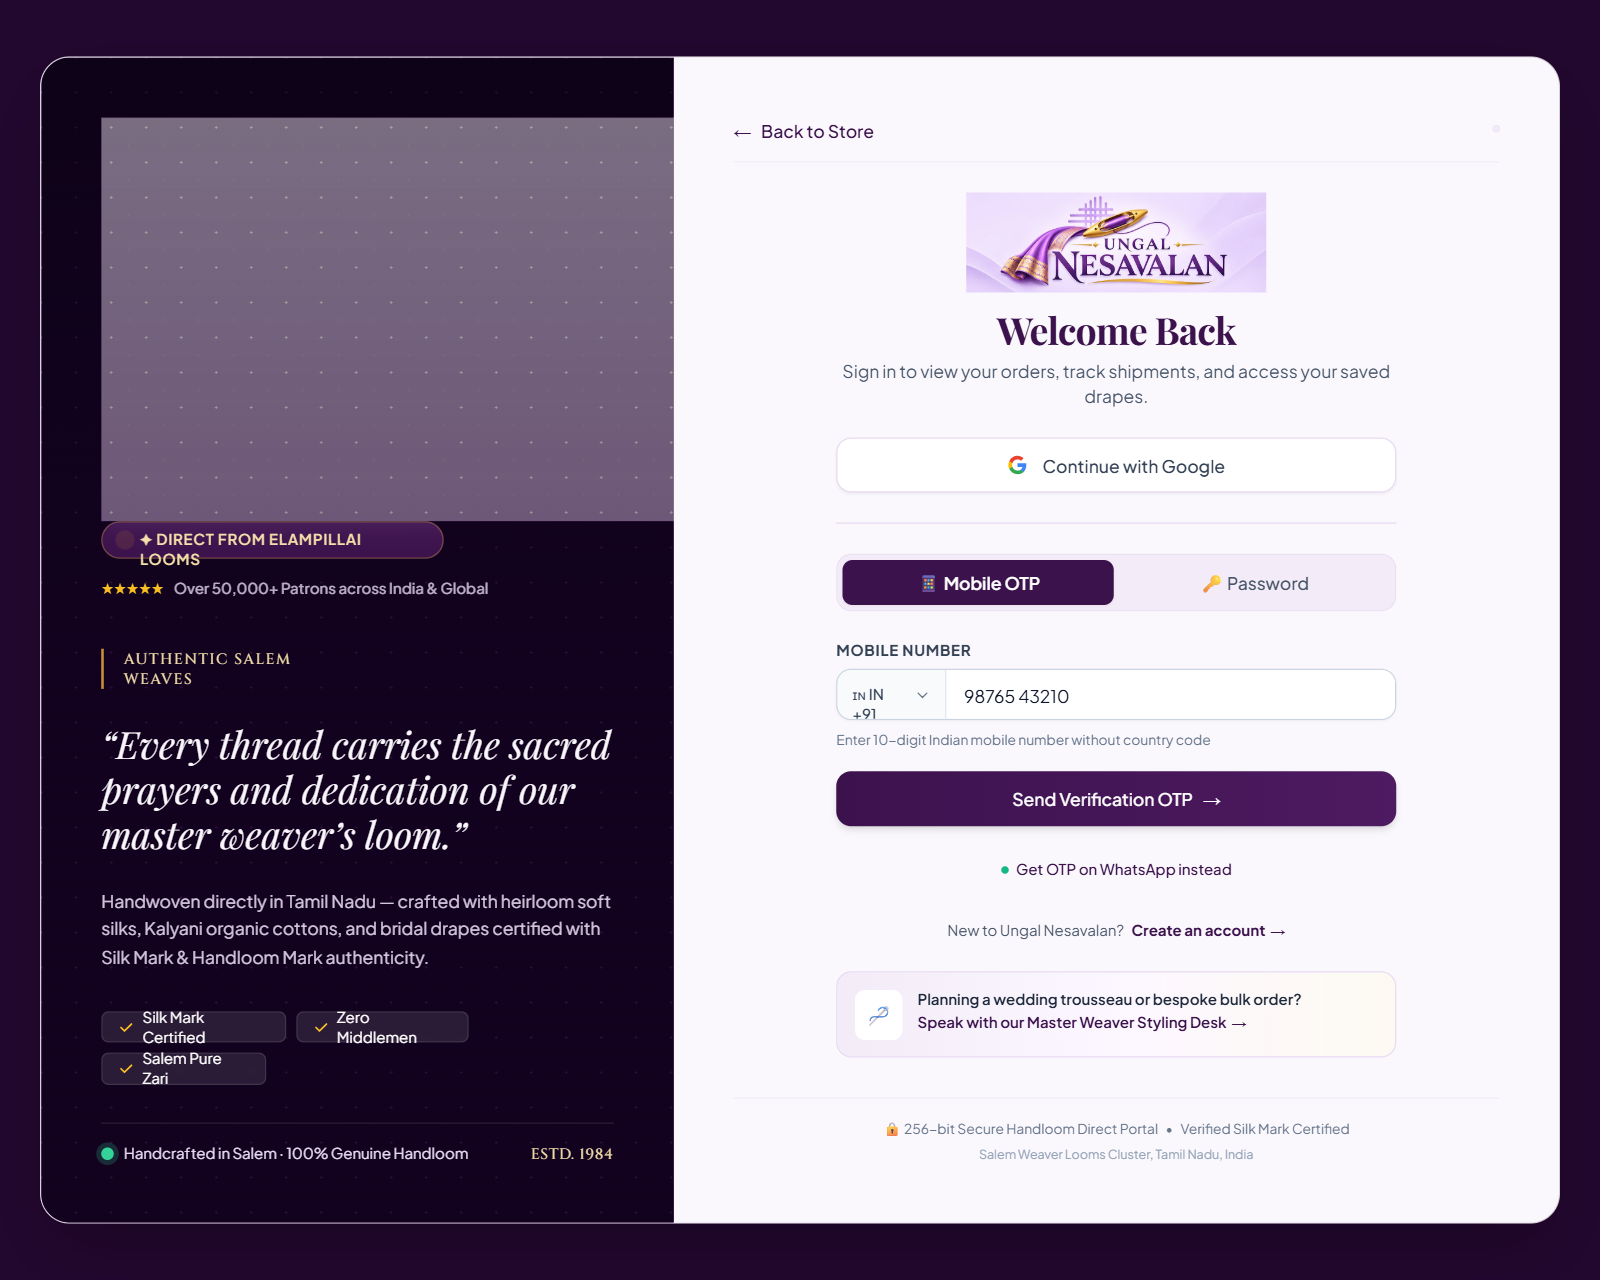 ✦ DIRECT FROM ELAMPILLAI
LOOMS
★★★★★ Over 50,000+ Patrons across India & Global
AUTHENTIC SALEM
WEAVES
“Every thread carries the sacred
prayers and dedication of our
master weaver’s loom.”
Handwoven directly in Tamil Nadu — crafted with heirloom soft
silks, Kalyani organic cottons, and bridal drapes certified with
Silk Mark & Handloom Mark authenticity.
✓ Silk Mark
Certified
✓ Zero
Middlemen
✓ Salem Pure
Zari
Handcrafted in Salem · 100% Genuine Handloom
ESTD. 1984
← Back to Store
UNGAL
NESAVALAN
Welcome Back
Sign in to view your orders, track shipments, and access your saved
drapes.
Continue with Google
Mobile OTP
Password
MOBILE NUMBER
IN IN
+91
98765 43210
Enter 10-digit Indian mobile number without country code
Send Verification OTP →
Get OTP on WhatsApp instead
New to Ungal Nesavalan? Create an account →
Planning a wedding trousseau or bespoke bulk order?
Speak with our Master Weaver Styling Desk →
256-bit Secure Handloom Direct Portal • Verified Silk Mark Certified
Salem Weaver Looms Cluster, Tamil Nadu, India